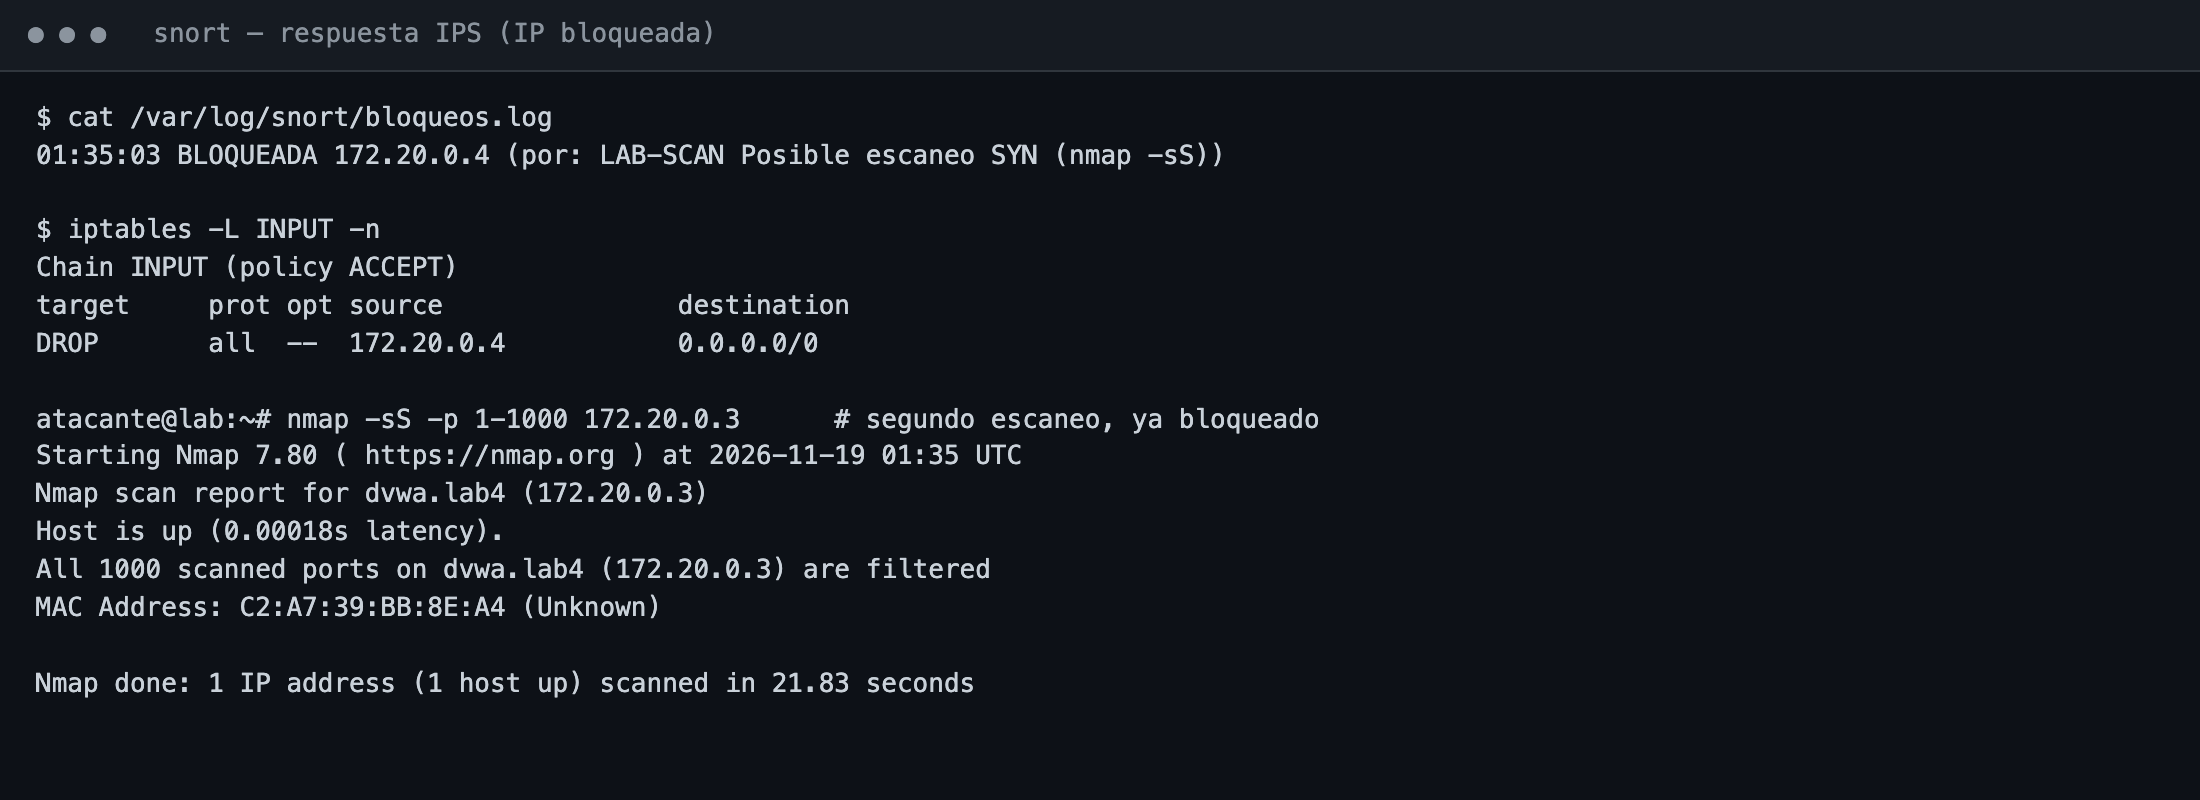 snort — respuesta IPS (IP bloqueada)
$ cat /var/log/snort/bloqueos.log
01:35:03 BLOQUEADA 172.20.0.4 (por: LAB-SCAN Posible escaneo SYN (nmap -sS))
$ iptables -L INPUT -n
Chain INPUT (policy ACCEPT)
target     prot opt source               destination
DROP       all  --  172.20.0.4           0.0.0.0/0
atacante@lab:~# nmap -sS -p 1-1000 172.20.0.3      # segundo escaneo, ya bloqueado
Starting Nmap 7.80 ( https://nmap.org ) at 2026-11-19 01:35 UTC
Nmap scan report for dvwa.lab4 (172.20.0.3)
Host is up (0.00018s latency).
All 1000 scanned ports on dvwa.lab4 (172.20.0.3) are filtered
MAC Address: C2:A7:39:BB:8E:A4 (Unknown)
Nmap done: 1 IP address (1 host up) scanned in 21.83 seconds